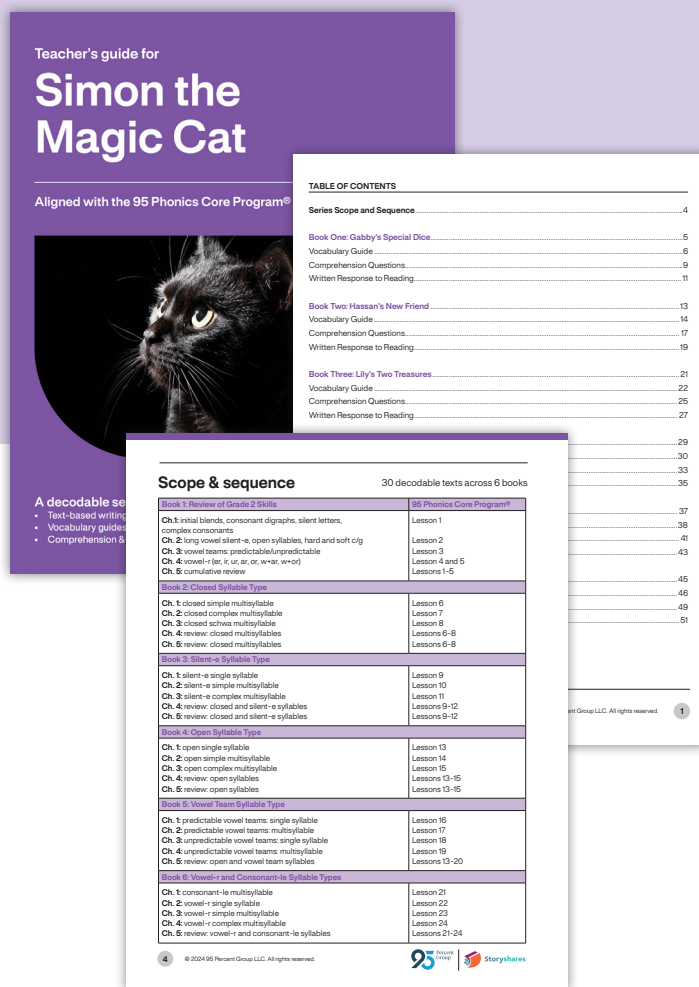 Teacher's guide for
Simon the
Magic Cat
Aligned with the 95 Phonics Core Program®
A decodable
Text-based writing
Vocabulary guides
Comprehension &
TABLE OF CONTENTS
Series Scope and Sequence 4
Book One: Gabby's Special Dice 5
Vocabulary Guide 6
Comprehension Questions 9
Written Response to Reading 11
Book Two: Hassan's New Friend 13
Vocabulary Guide 14
Comprehension Questions 17
Written Response to Reading 19
Book Three: Lily's Two Treasures 21
Vocabulary Guide 22
Comprehension Questions 25
Written Response to Reading 27
29
30
33
35
37
38
41
43
45
46
49
51
Group LLC. All rights reserved. 1
Scope & sequence 30 decodable texts across 6 books
Book 1: Review of Grade 2 Skills 95 Phonics Core Program®
Ch.1: initial blends, consonant digraphs, silent letters, Lesson 1
complex consonants
Ch. 2: long vowel silent-e, open syllables, hard and soft c/g Lesson 2
Ch. 3: vowel teams: predictable/unpredictable Lesson 3
Ch. 4: vowel-r (er, ir, ur, ar, or, w+ar, w+or) Lesson 4 and 5
Ch. 5: cumulative review Lessons 1-5
Book 2: Closed Syllable Type
Ch. 1: closed simple multisyllable Lesson 6
Ch. 2: closed complex multisyllable Lesson 7
Ch. 3: closed schwa multisyllable Lesson 8
Ch. 4: review: closed multisyllables Lessons 6-8
Ch. 5: review: closed multisyllables Lessons 6-8
Book 3: Silent-e Syllable Type
Ch. 1: silent-e single syllable Lesson 9
Ch. 2: silent-e simple multisyllable Lesson 10
Ch. 3: silent-e complex multisyllable Lesson 11
Ch. 4: review: closed and silent-e syllables Lessons 9-12
Ch. 5: review: closed and silent-e syllables Lessons 9-12
Book 4: Open Syllable Type
Ch. 1: open single syllable Lesson 13
Ch. 2: open simple multisyllable Lesson 14
Ch. 3: open complex multisyllable Lesson 15
Ch. 4: review: open syllables Lessons 13-15
Ch. 5: review: open syllables Lessons 13-15
Book 5: Vowel Team Syllable Type
Ch. 1: predictable vowel teams: single syllable Lesson 16
Ch. 2: predictable vowel teams: multisyllable Lesson 17
Ch. 3: unpredictable vowel teams: single syllable Lesson 18
Ch. 4: unpredictable vowel teams: multisyllable Lesson 19
Ch. 5: review: open and vowel team syllables Lessons 13-20
Book 6: Vowel-r and Consonant-le Syllable Types
Ch. 1: consonant-le multisyllable Lesson 21
Ch. 2: vowel-r single syllable Lesson 22
Ch. 3: vowel-r simple multisyllable Lesson 23
Ch. 4: vowel-r complex multisyllable Lesson 24
Ch. 5: review: vowel-r and consonant-le syllables Lessons 21-24
4 © 2024 95 Percent Group LLC. All rights reserved. 95 Percent Group Storyshares